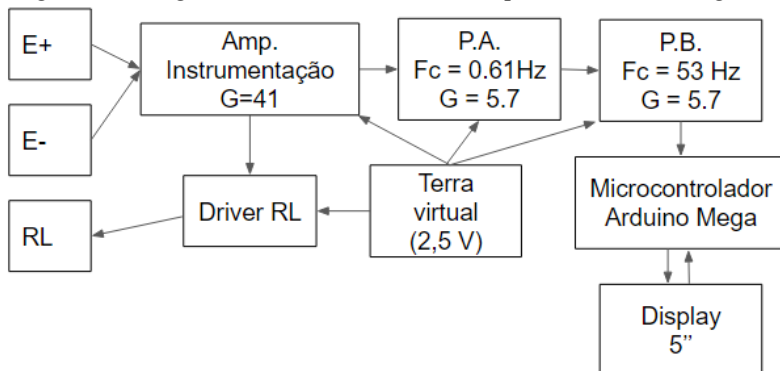 E+
E-
RL
Amp.
Instrumentação
G=41
P.A.
Fc = 0.61Hz
G = 5.7
P.B.
Fc = 53 Hz
G = 5.7
Driver RL
Terra
virtual
(2,5 V)
Microcontrolador
Arduino Mega
Display
5”